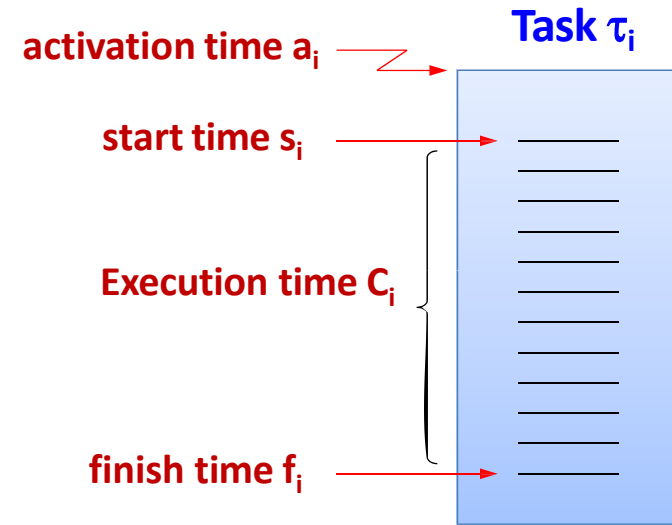 Task τi
activation time ai
start time si
Execution time Ci
finish time fi